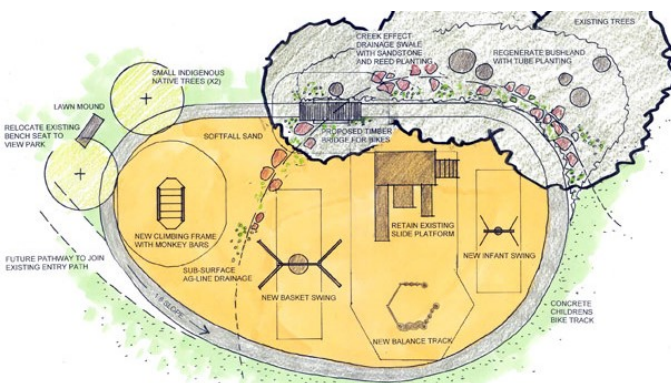 EXISTING TREES
CREEK EFFECT
DRAINAGE SWALE
WITH SANDSTONE
AND REED PLANTING
REGENERATE BUSHLAND
WITH TUBE PLANTING
SMALL INDIGENOUS
NATIVE TREES (X2)
LAWN MOUND
RELOCATE EXISTING
BENCH SEAT TO
VIEW PARK
SOFTFALL SAND
PROPOSED TIMBER
BRIDGE FOR BIKES
NEW CLIMBING FRAME
WITH MONKEY BARS
RETAIN EXISTING
SLIDE PLATFORM
NEW INFANT SWING
FUTURE PATHWAY TO JOIN
EXISTING ENTRY PATH
SUB-SURFACE
AG-LINE DRAINAGE
NEW BASKET SWING
1:6 SLOPE
CONCRETE
CHILDRENS
BIKE TRACK
NEW BALANCE TRACK